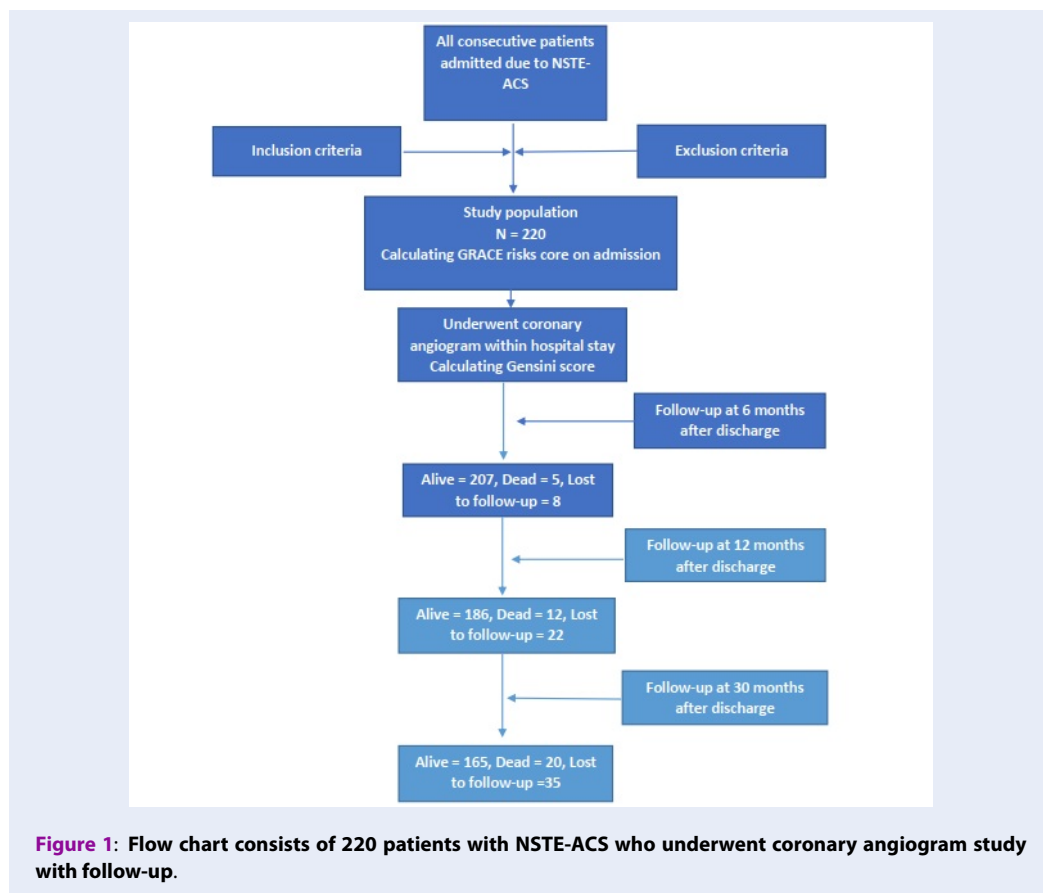 All consecutive patients
admitted due to NSTE-
ACS
Inclusion criteria
Exclusion criteria
Study population
N = 220
Calculating GRACE risks core on admission
Underwent coronary
angiogram within hospital stay
Calculating Gensini score
Follow-up at 6 months
after discharge
Alive = 207, Dead = 5, Lost
to follow-up = 8
Follow-up at 12 months
after discharge
Alive = 186, Dead = 12, Lost
to follow-up = 22
Follow-up at 30 months
after discharge
Alive = 165, Dead = 20, Lost
to follow-up =35
Figure 1: Flow chart consists of 220 patients with NSTE-ACS who underwent coronary angiogram study
with follow-up.